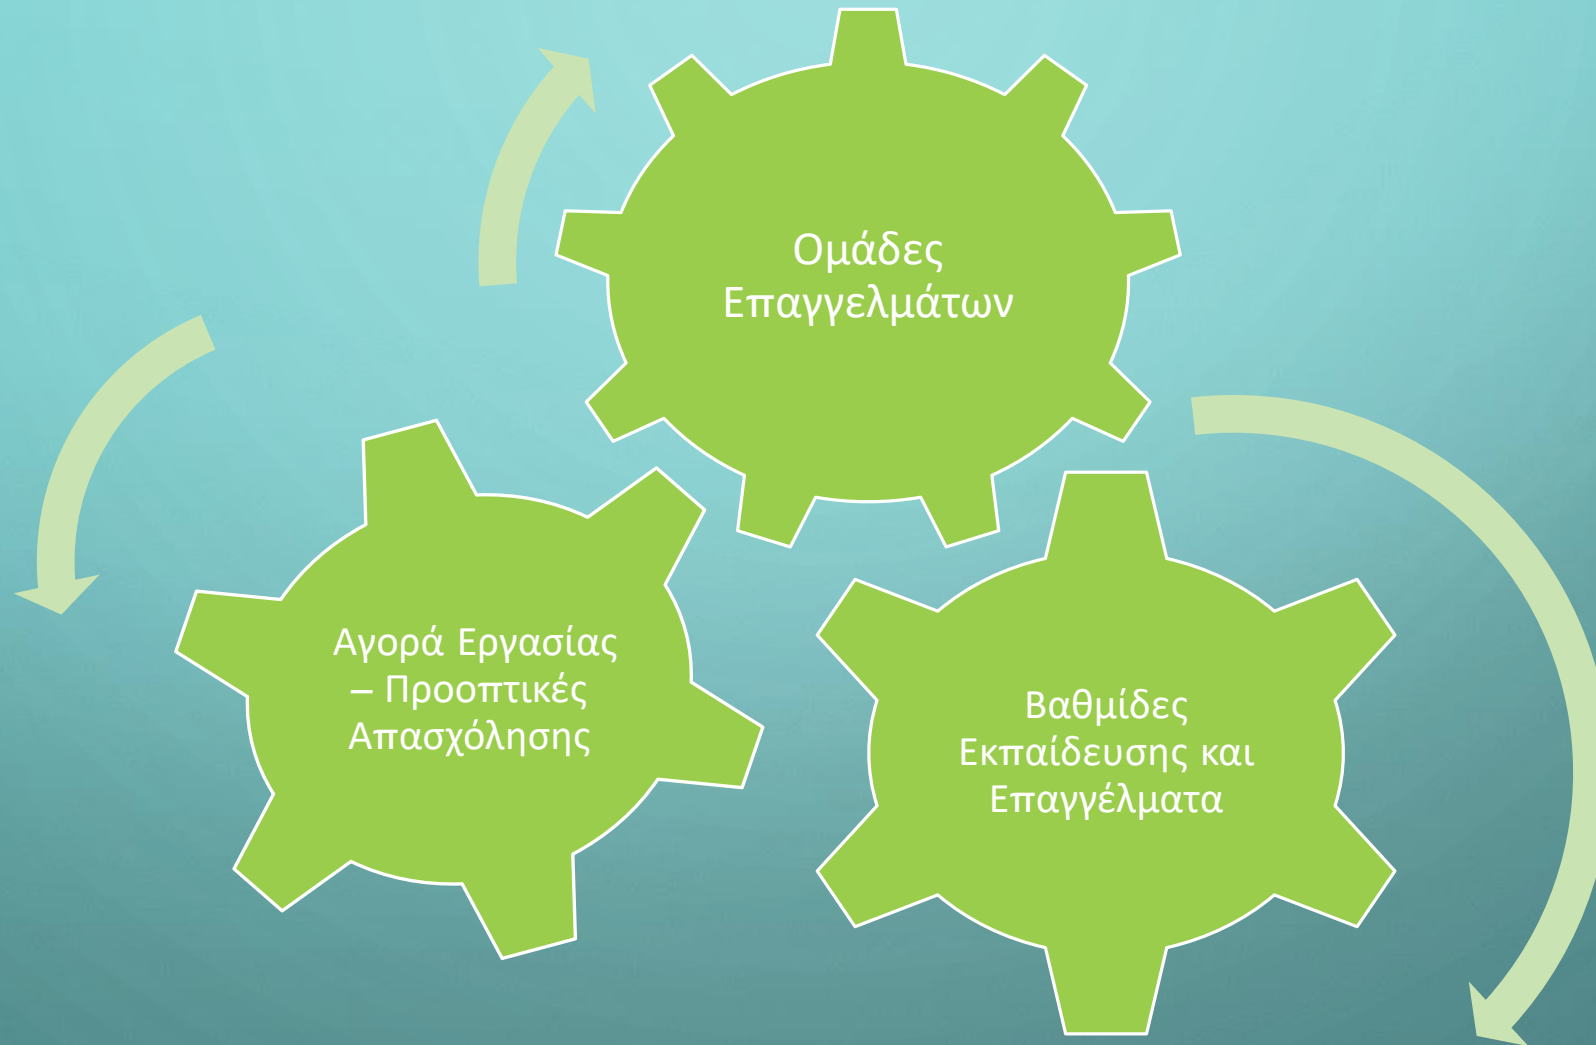 Ομάδες
Επαγγελμάτων
Αγορά Εργασίας
– Προοπτικές
Απασχόλησης
Βαθμίδες
Εκπαίδευσης και
Επαγγέλματα